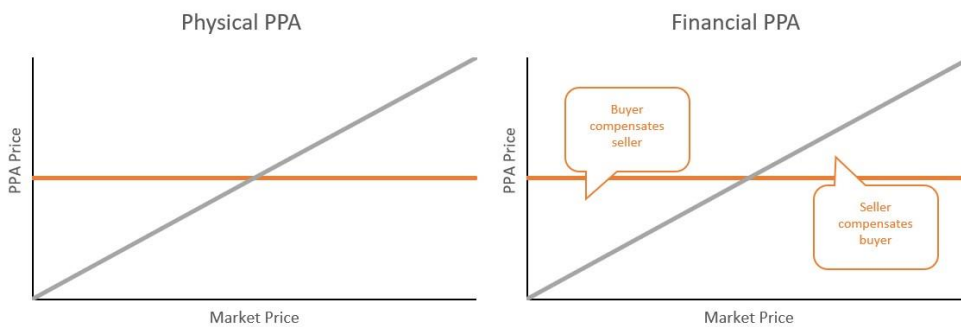 Physical PPA
PPA Price
Market Price
Financial PPA
PPA Price
Buyer
compensates
seller
Seller
compensates
buyer
Market Price